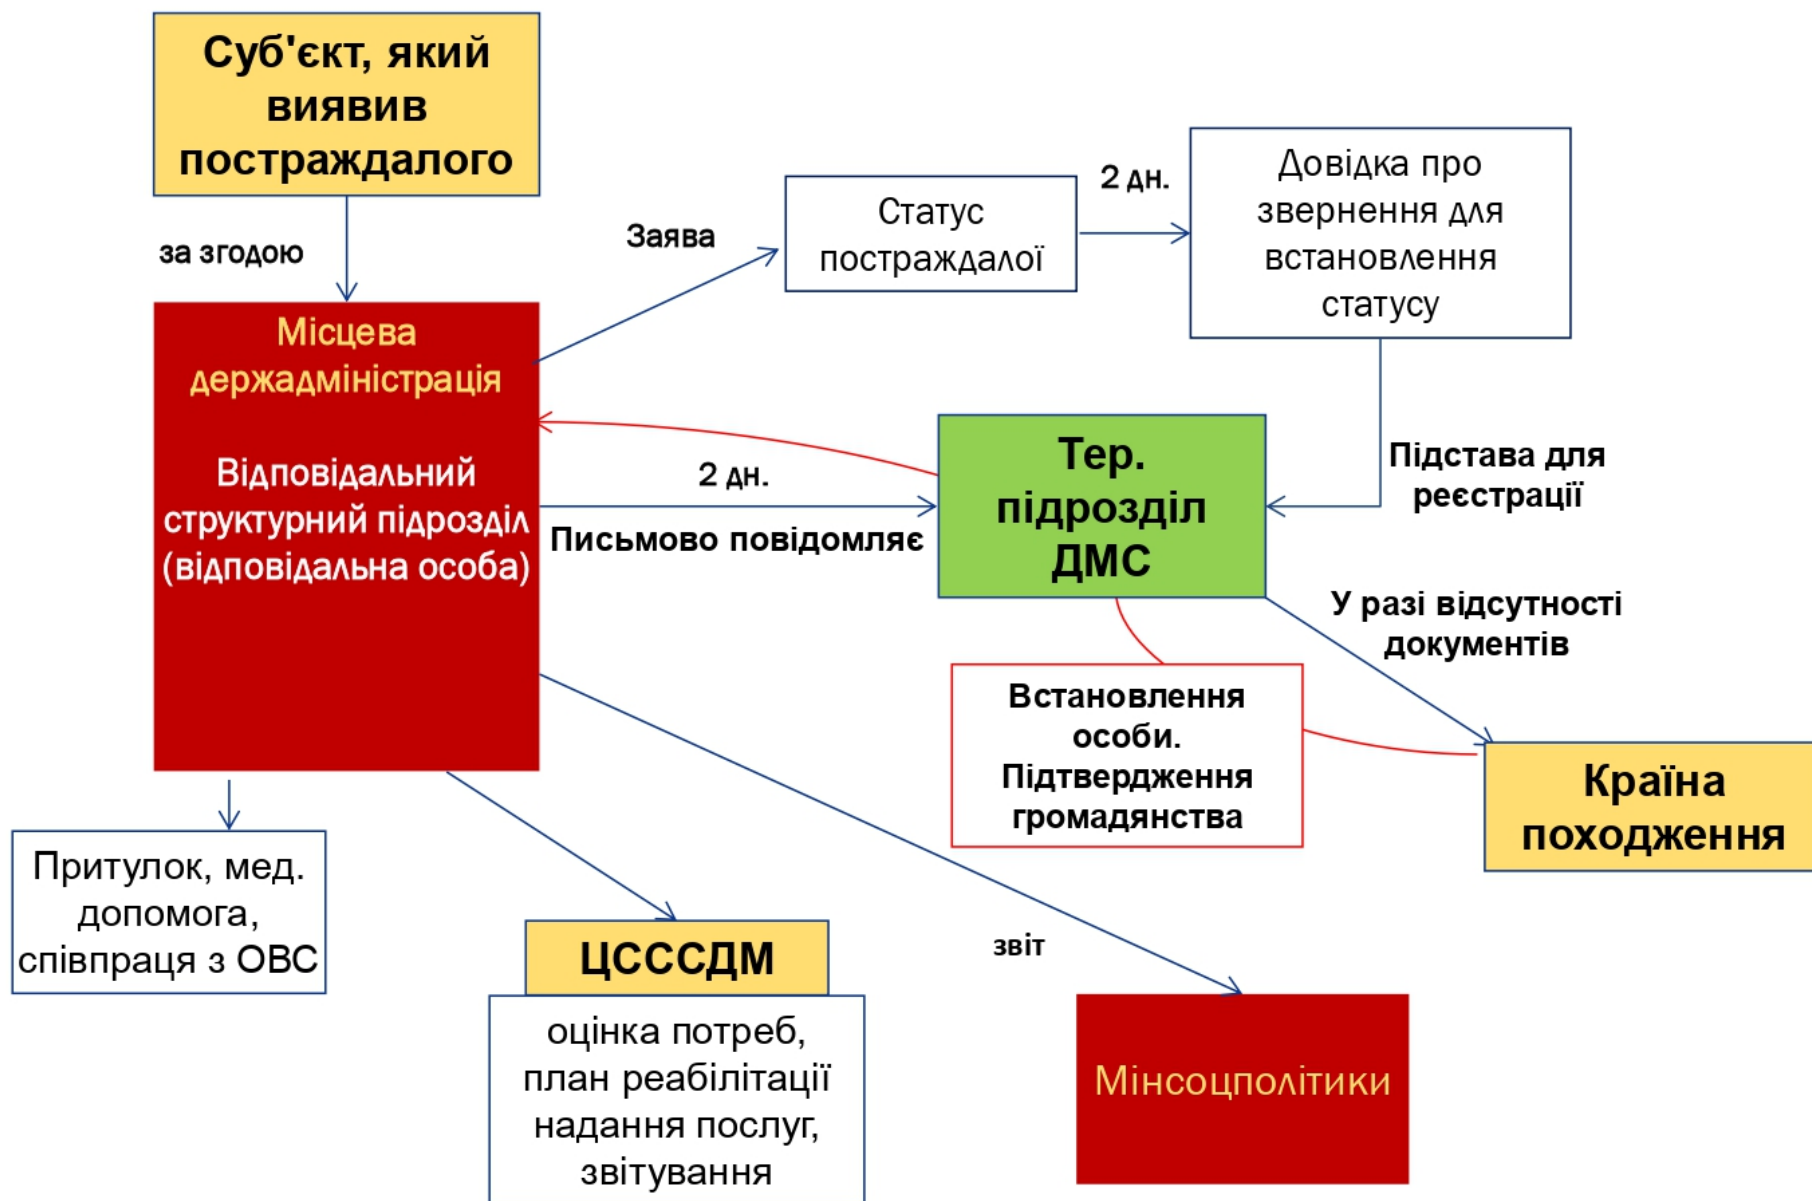 Суб'єкт, який
виявив
постраждалого
за згодою
Заява
Статус
постраждалої
2 дн.
Довідка про
звернення для
встановлення
статусу
Місцева
держадміністрація
Відповідальний
структурний підрозділ
(відповідальна особа)
2 дн.
Письмово повідомляє
Тер.
підрозділ
ДМС
Підстава для
реєстрації
У разі відсутності
документів
Встановлення
особи.
Підтвердження
громадянства
Країна
походження
Притулок, мед.
допомога,
співпраця з ОВС
ЦСССДМ
оцінка потреб,
план реабілітації
надання послуг,
звітування
звіт
Мінсоцполітики